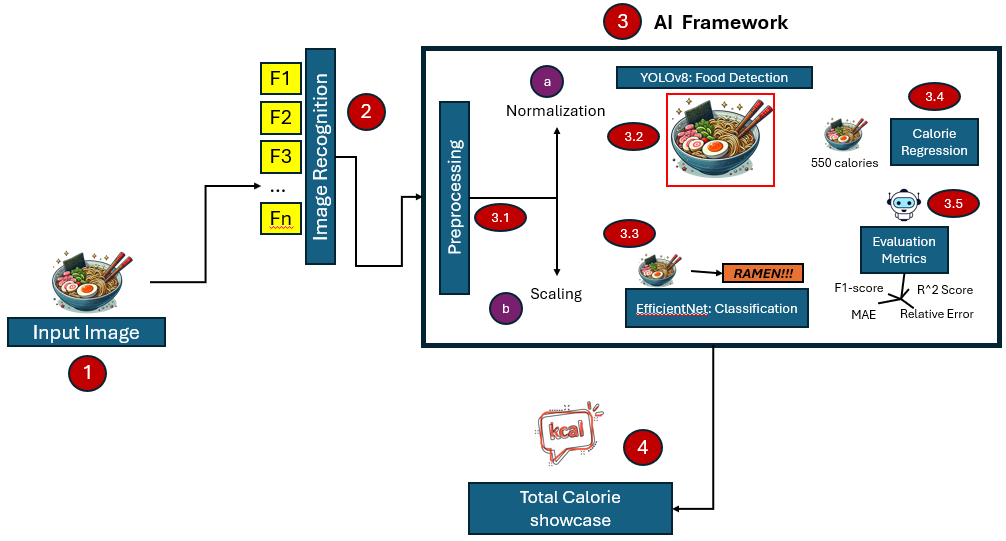 3 AI Framework
F1
F2
F3
...
Fn
Image Recognition
2
Input Image
1
Preprocessing
3.1
a
Normalization
b
Scaling
YOLOv8: Food Detection
3.2
3.3
RAMEN!!!
EfficientNet: Classification
3.4
Calorie
Regression
550 calories
3.5
Evaluation
Metrics
F1-score
R^2 Score
MAE
Relative Error
kcal
4
Total Calorie
showcase